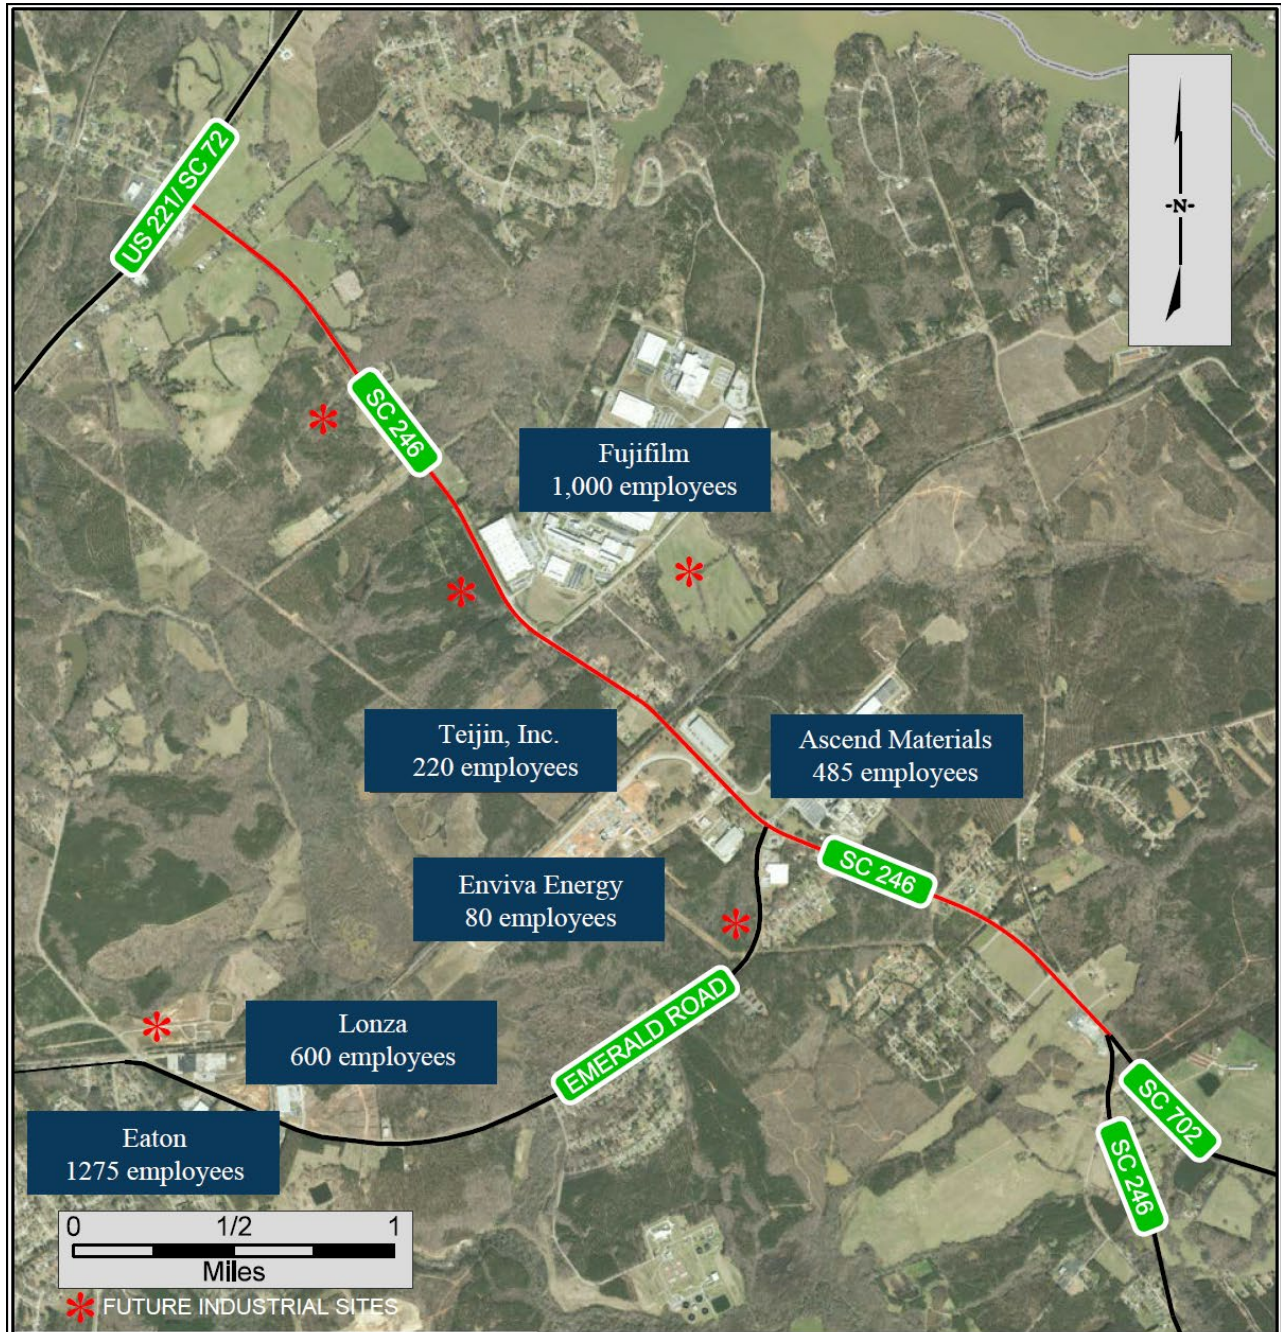 US 221/ SC 72
-N-
SC 246
Fujifilm
1,000 employees
Teijin, Inc.
220 employees
Ascend Materials
485 employees
SC 246
Enviva Energy
80 employees
EMERALD ROAD
Lonza
600 employees
SC 702
SC 246
Eaton
1275 employees
0 1/2 1
Miles
FUTURE INDUSTRIAL SITES